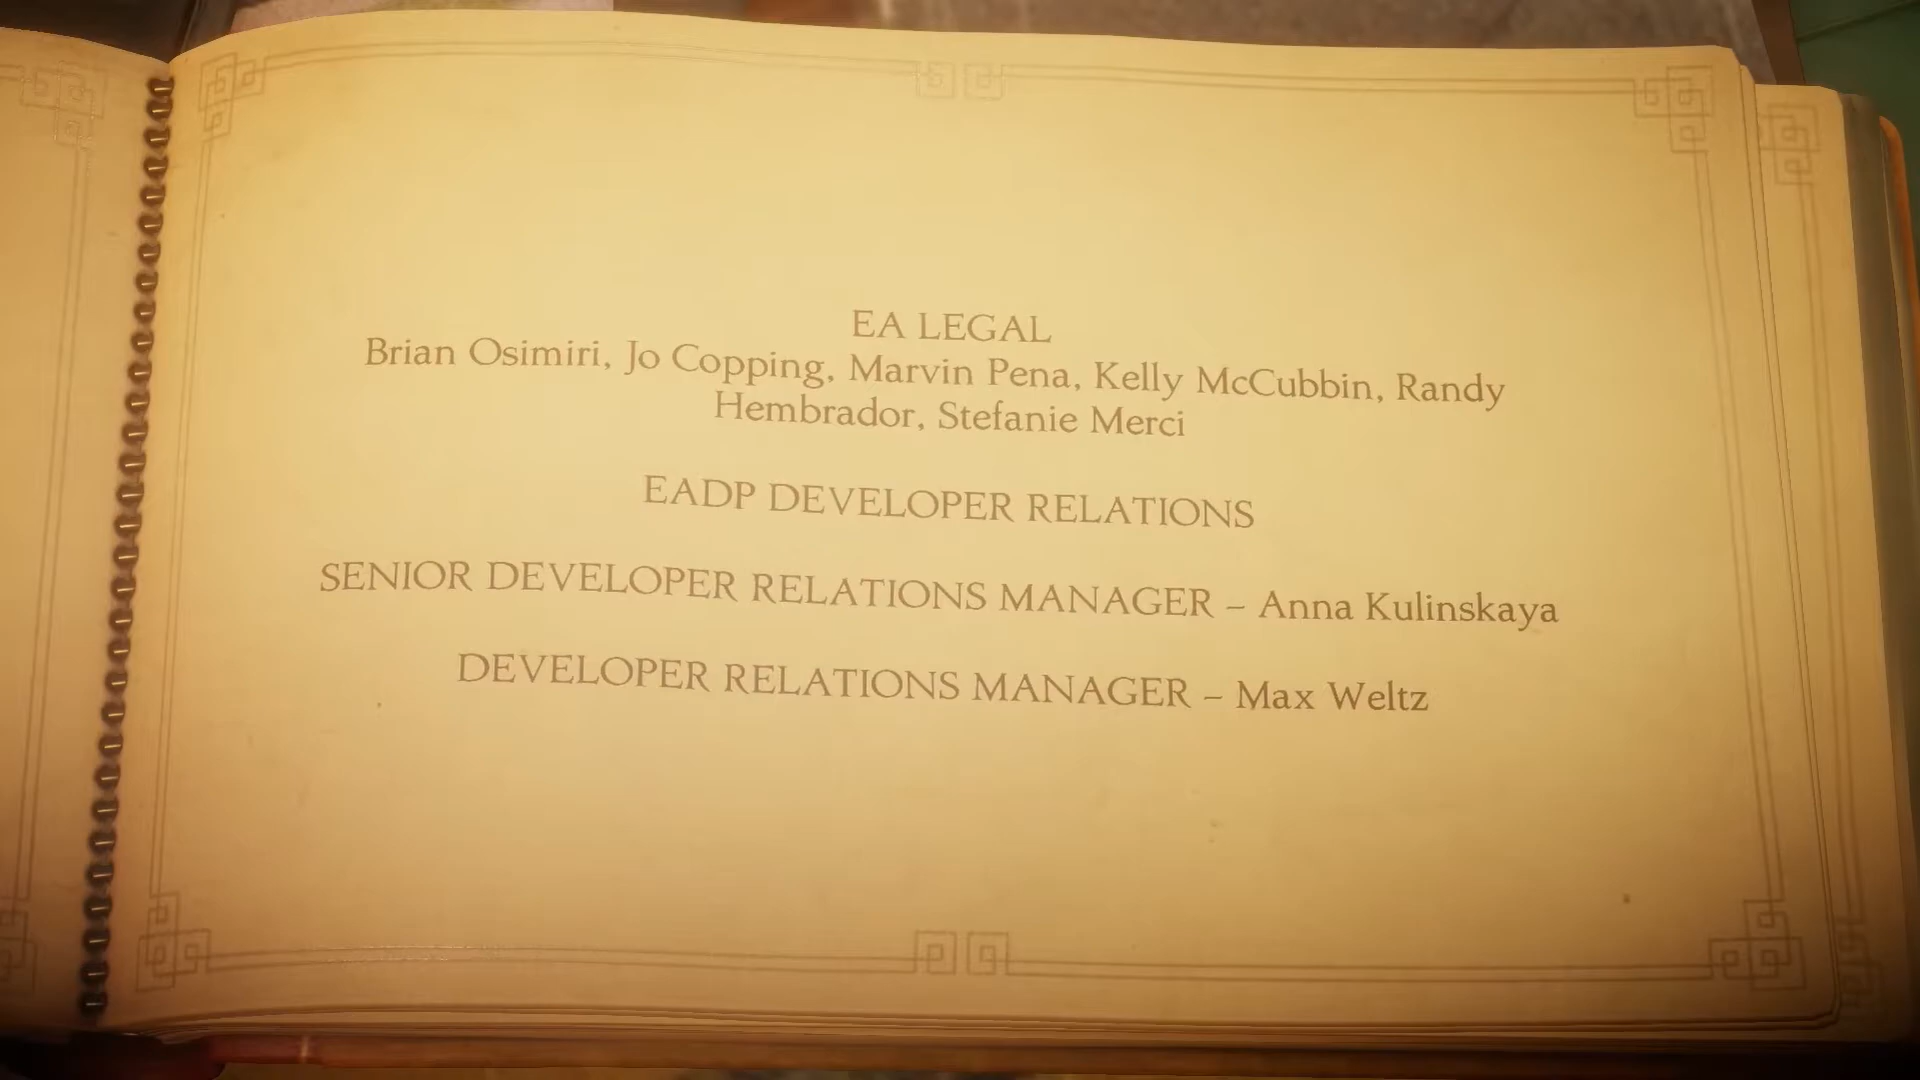 EA LEGAL
Brian Osimiri, Jo Copping, Marvin Pena, Kelly McCubbin, Randy
Hembrador, Stefanie Merci
EADP DEVELOPER RELATIONS
SENIOR DEVELOPER RELATIONS MANAGER – Anna Kulinskaya
DEVELOPER RELATIONS MANAGER – Max Weltz